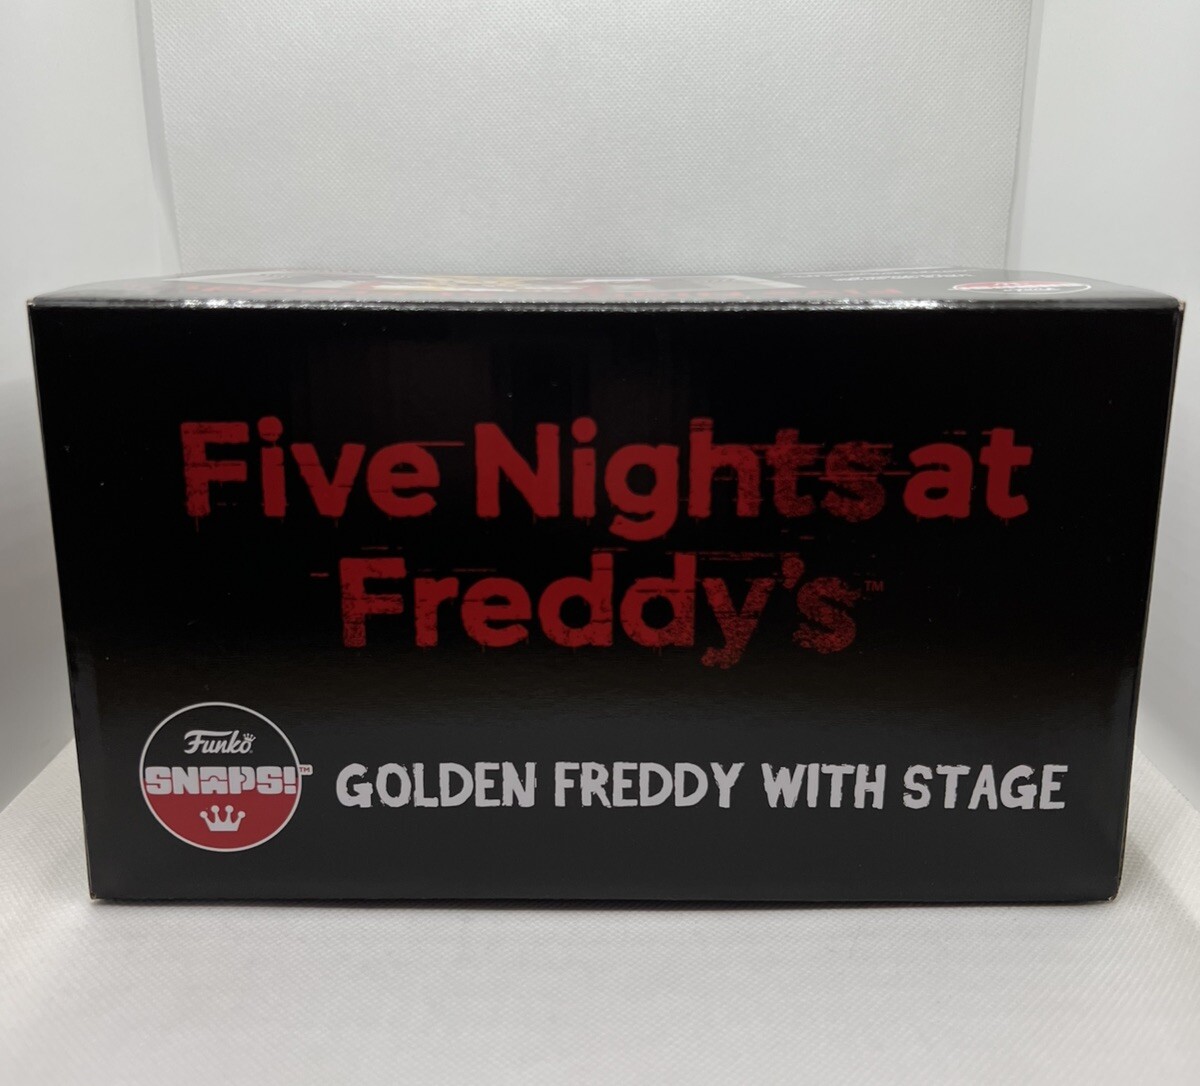 Five Nights at
Freddy's™
Funko
SNAPS!™
GOLDEN FREDDY WITH STAGE